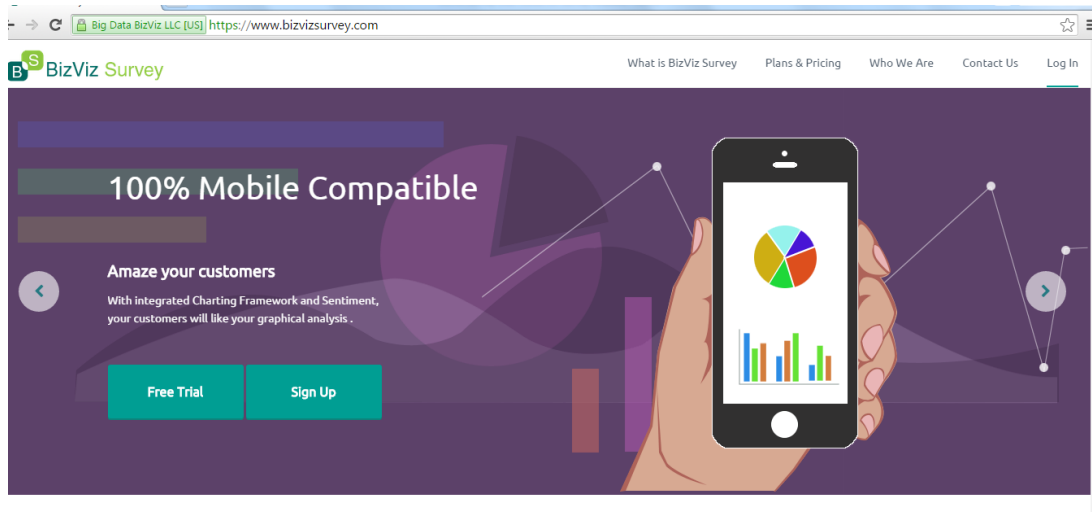 Big Data BizViz LLC [US] https://www.bizvizsurvey.com
BS BizViz Survey
What is BizViz Survey Plans & Pricing Who We Are Contact Us Log In
100% Mobile Compatible
Amaze your customers
With integrated Charting Framework and Sentiment,
your customers will like your graphical analysis .
Free Trial Sign Up